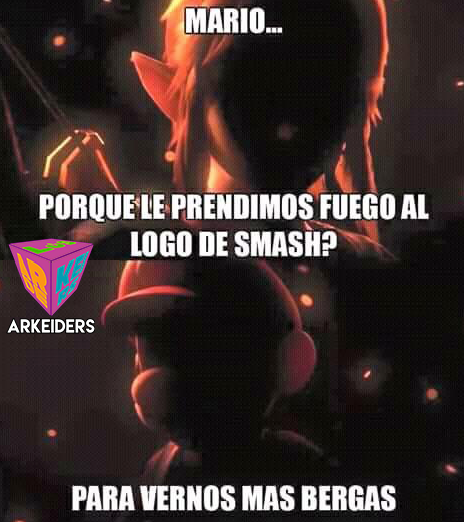 MARIO...
PORQUE LE PRENDIMOS FUEGO AL
LOGO DE SMASH?
ARKEIDERS
PARA VERNOS MAS BERGAS